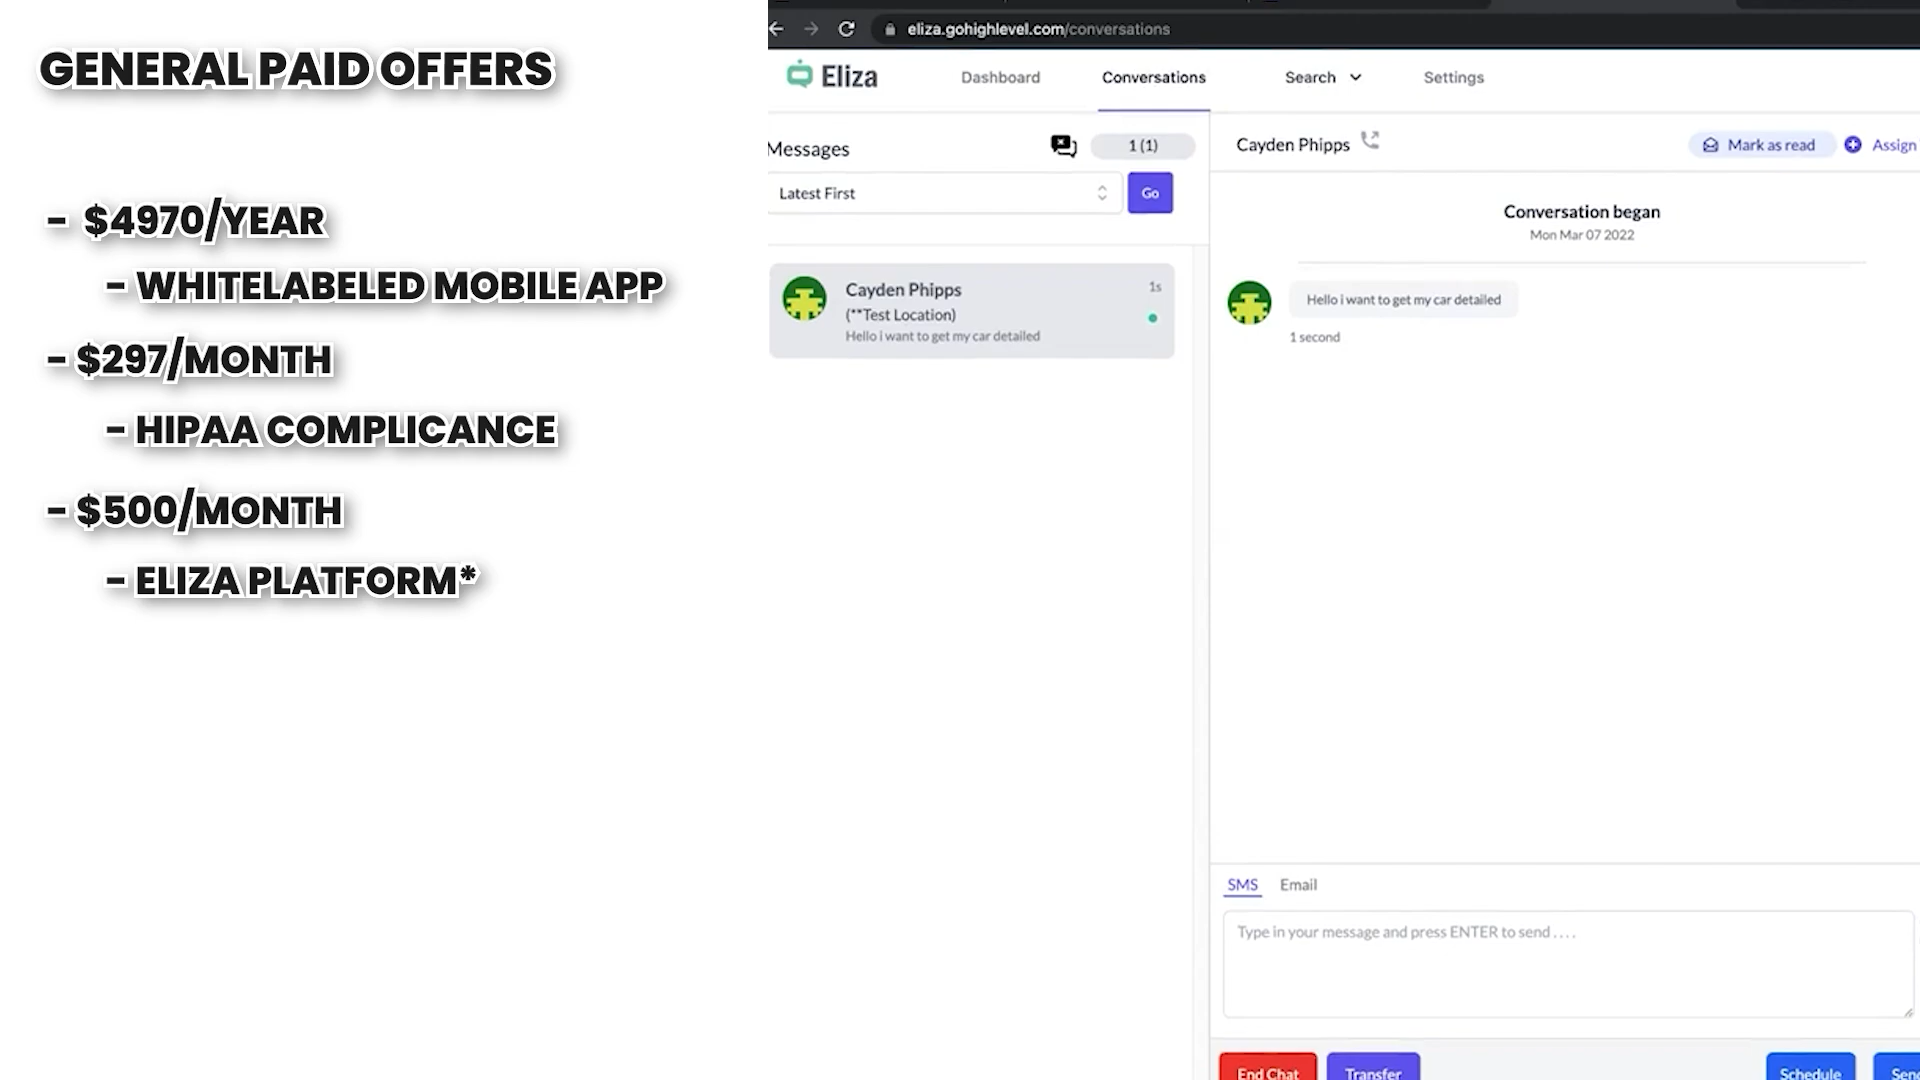 GENERAL PAID OFFERS
- $4970/YEAR
- WHITELABELED MOBILE APP
- $297/MONTH
- HIPAA COMPLICANCE
- $500/MONTH
- ELIZA PLATFORM*
eliza.gohighlevel.com/conversations
Eliza
Dashboard
Conversations
Search
Settings
Messages
1 (1)
Latest First
Go
Cayden Phipps
1s
(**Test Location)
Hello i want to get my car detailed
Cayden Phipps
Mark as read
Assign
Conversation began
Mon Mar 07 2022
Hello i want to get my car detailed
1 second
SMS
Email
Type in your message and press ENTER to send . . . .
End Chat
Transfer
Schedule
Send